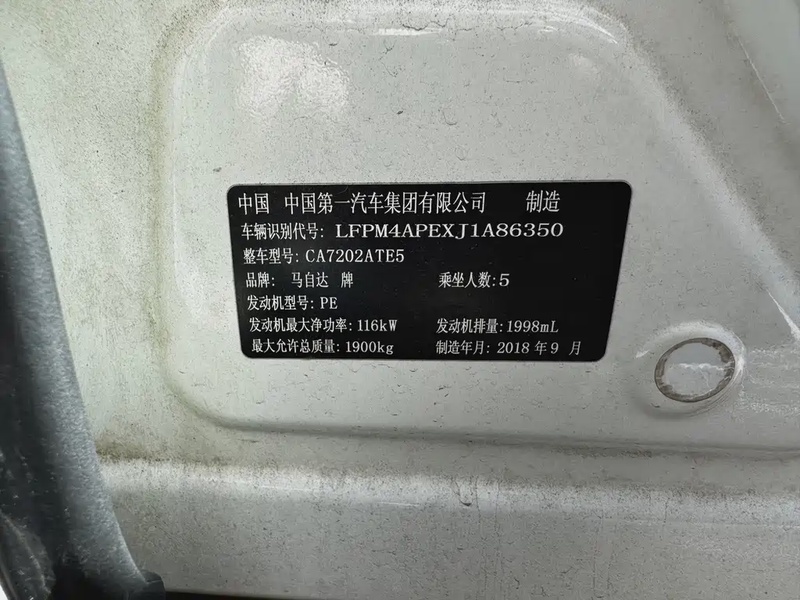 中国 中国第一汽车集团有限公司 制造
车辆识别代号: LFPM4APEXJ1A86350
整车型号: CA7202ATE5
品牌: 马自达 牌 乘坐人数: 5
发动机型号: PE
发动机最大净功率: 116kW 发动机排量: 1998mL
最大允许总质量: 1900kg 制造年月: 2018 年 9 月